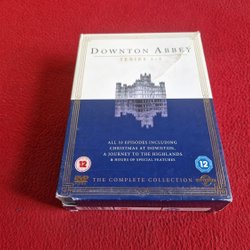 DOWNTON ABBEY
SERIES 1-3
ALL 25 EPISODES INCLUDING
CHRISTMAS AT DOWNTON,
A JOURNEY TO THE HIGHLANDS
& HOURS OF SPECIAL FEATURES
12
12
DVD
THE COMPLETE COLLECTION